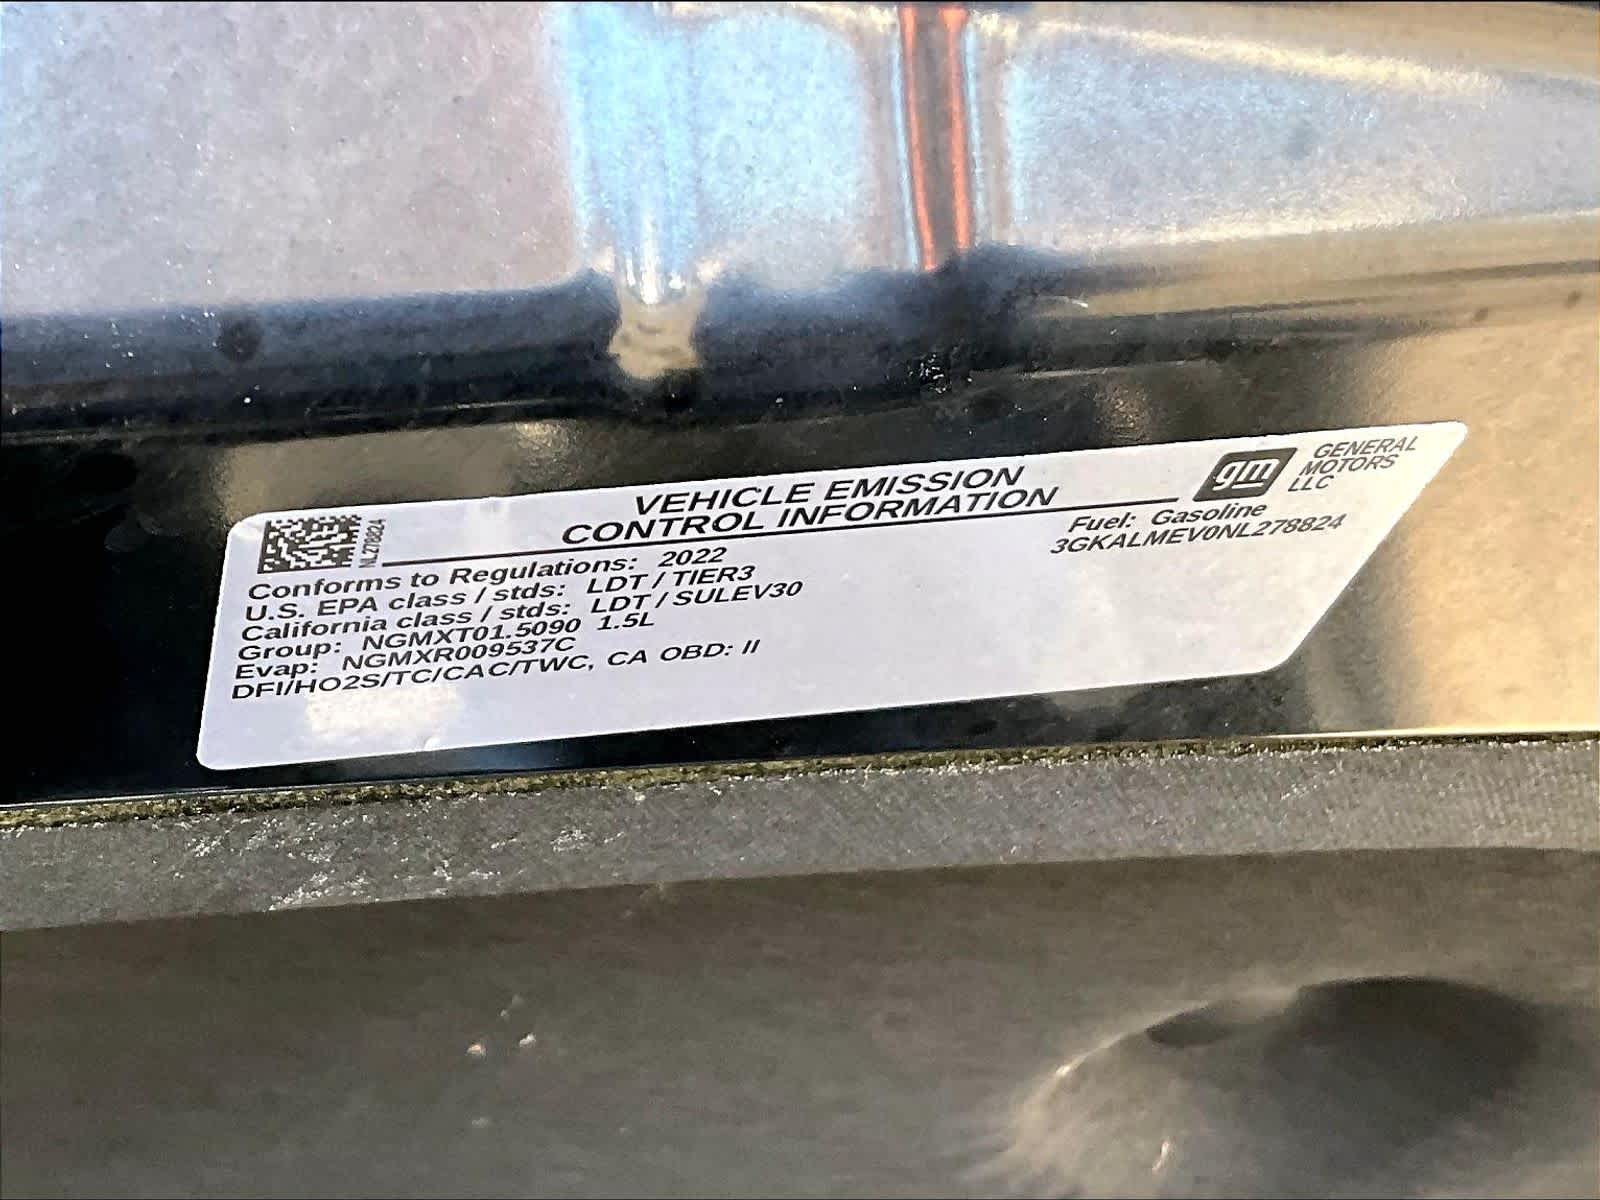 VEHICLE EMISSION
CONTROL INFORMATION
gm GENERAL
MOTORS
LLC
NL278824
Fuel: Gasoline
3GKALMEV0NL278824
Conforms to Regulations: 2022
U.S. EPA class / stds: LDT / TIER3
California class / stds: LDT / SULEV30
Group: NGMXT01.5090 1.5L
Evap: NGMXR009537C
DFI/HO2S/TC/CAC/TWC, CA OBD: II